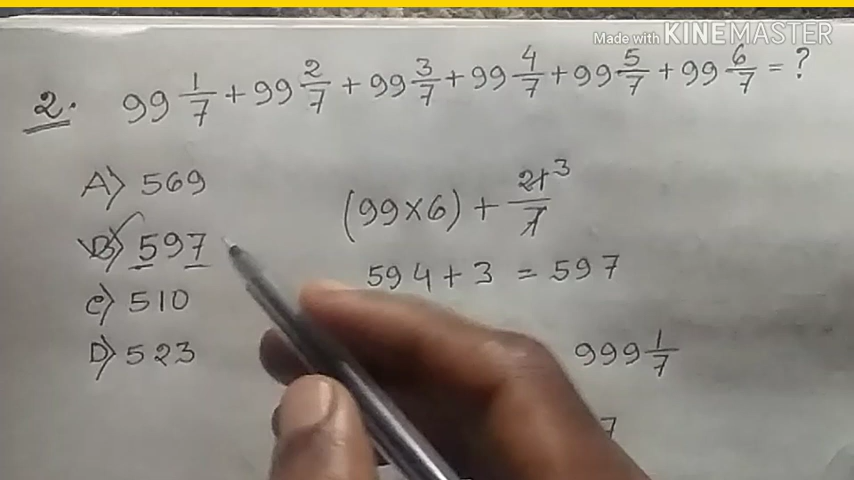 Made with KINEMASTER
2. 99 1/7 + 99 2/7 + 99 3/7 + 99 4/7 + 99 5/7 + 99 6/7 = ?
A) 569
(99×6) + 21/7 3
B) 597
594 + 3 = 597
C) 510
D) 523
999 1/7
7